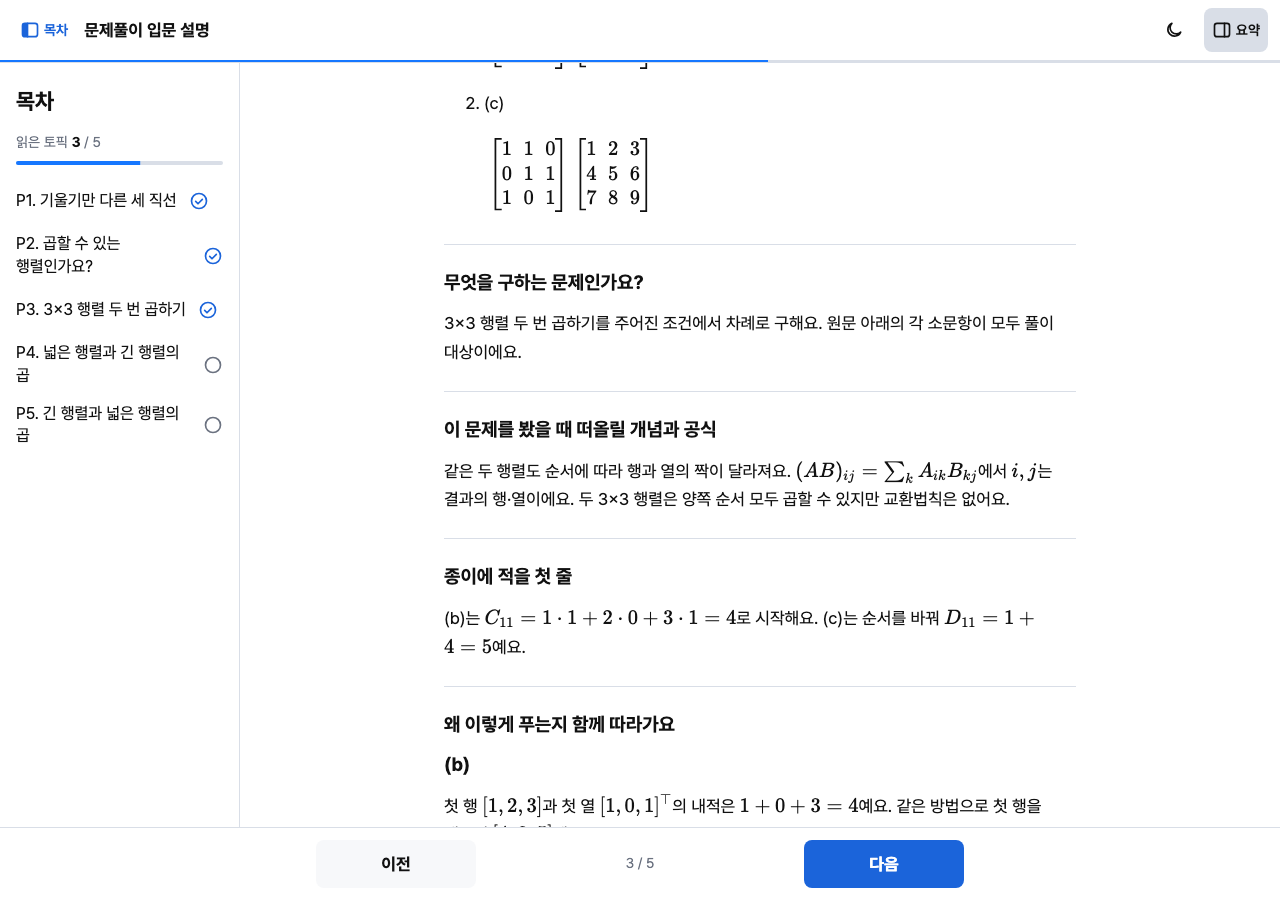 목차 문제풀이 입문 설명 요약
목차
읽은 토픽 3 / 5
P1. 기울기만 다른 세 직선
P2. 곱할 수 있는
행렬인가요?
P3. 3×3 행렬 두 번 곱하기
P4. 넓은 행렬과 긴 행렬의
곱
P5. 긴 행렬과 넓은 행렬의
곱
2. (c)
[1 1 0] [1 2 3]
[0 1 1] [4 5 6]
[1 0 1] [7 8 9]
무엇을 구하는 문제인가요?
3×3 행렬 두 번 곱하기를 주어진 조건에서 차례로 구해요. 원문 아래의 각 소문항이 모두 풀이
대상이에요.
이 문제를 봤을 때 떠올릴 개념과 공식
같은 두 행렬도 순서에 따라 행과 열의 짝이 달라져요. (AB)ij = ∑k AikBkj에서 i, j는
결과의 행·열이에요. 두 3×3 행렬은 양쪽 순서 모두 곱할 수 있지만 교환법칙은 없어요.
종이에 적을 첫 줄
(b)는 C11 = 1 · 1 + 2 · 0 + 3 · 1 = 4로 시작해요. (c)는 순서를 바꿔 D11 = 1 +
4 = 5예요.
왜 이렇게 푸는지 함께 따라가요
(b)
첫 행 [1, 2, 3]과 첫 열 [1, 0, 1]⊤의 내적은 1 + 0 + 3 = 4예요. 같은 방법으로 첫 행을
이전 3 / 5 다음